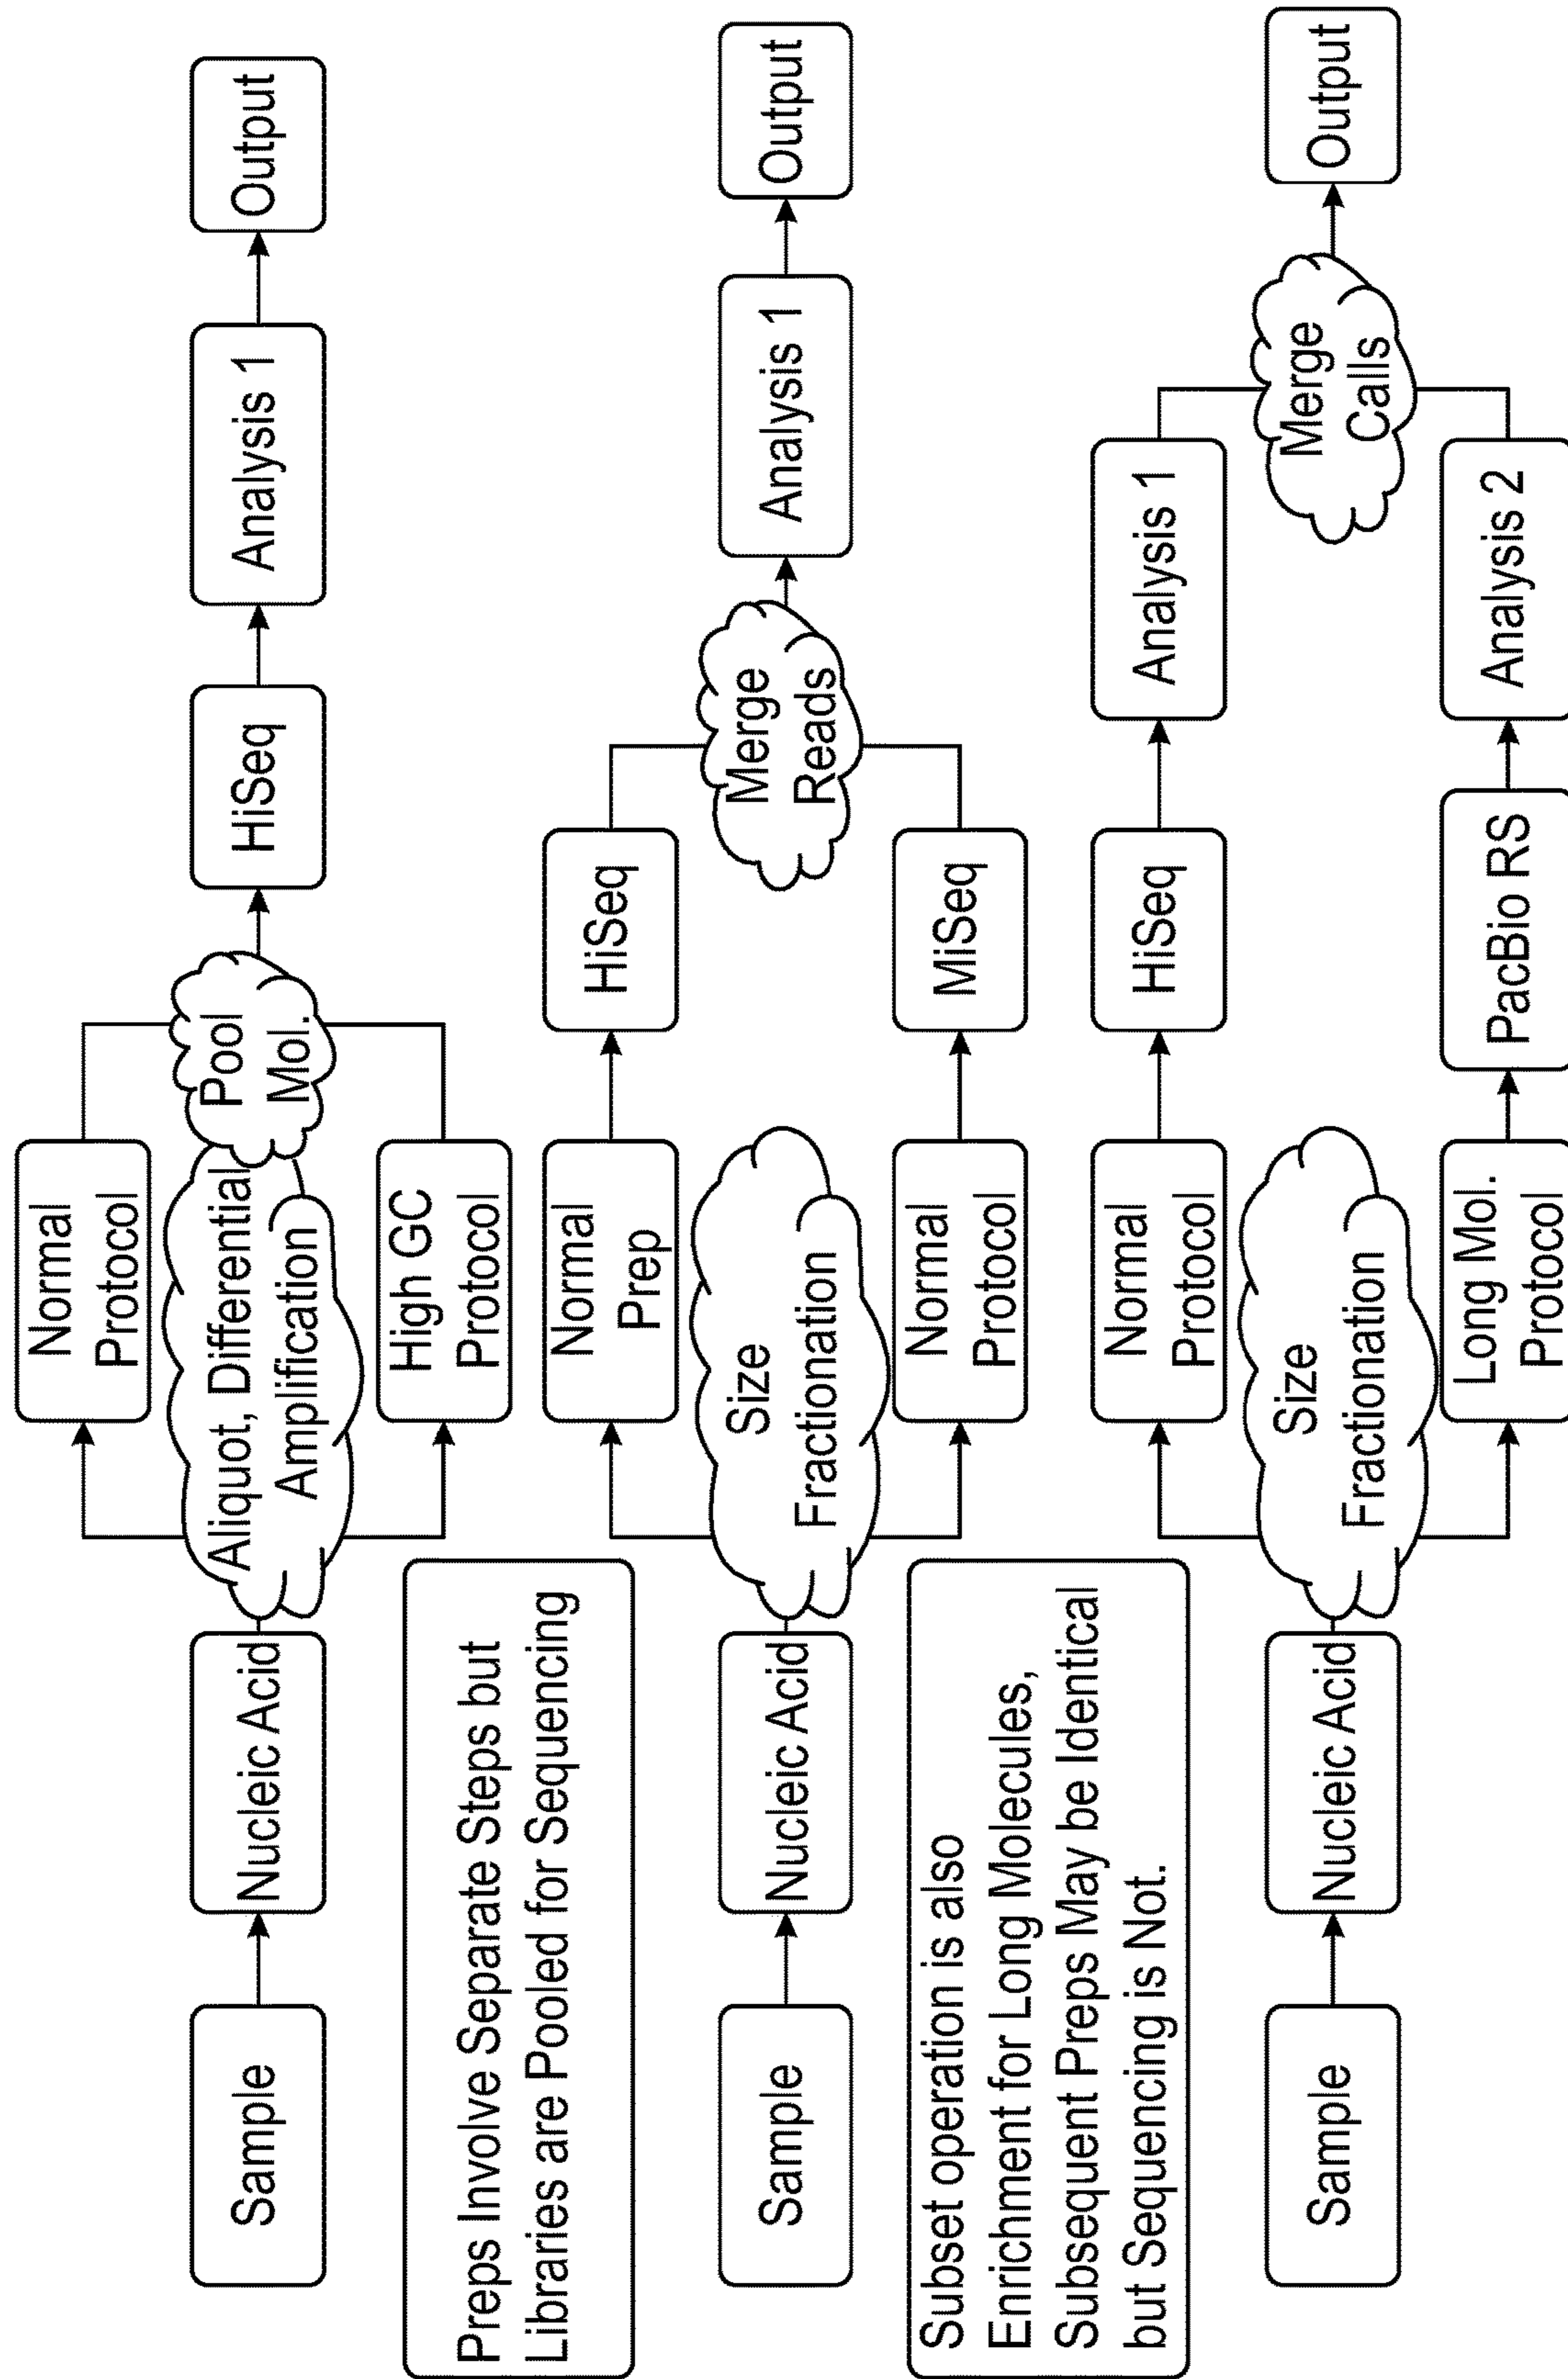 Sample
Nucleic Acid
Aliquot, Differential
Amplification
Normal
Protocol
High GC
Protocol
Pool
Mol.
HiSeq
Analysis 1
Output
Preps Involve Separate Steps but
Libraries are Pooled for Sequencing
Sample
Nucleic Acid
Size
Fractionation
Normal
Prep
Normal
Protocol
HiSeq
MiSeq
Merge
Reads
Analysis 1
Output
Subset operation is also
Enrichment for Long Molecules,
Subsequent Preps May be Identical
but Sequencing is Not.
Sample
Nucleic Acid
Size
Fractionation
Normal
Protocol
Long Mol.
Protocol
HiSeq
PacBio RS
Analysis 1
Analysis 2
Merge
Calls
Output